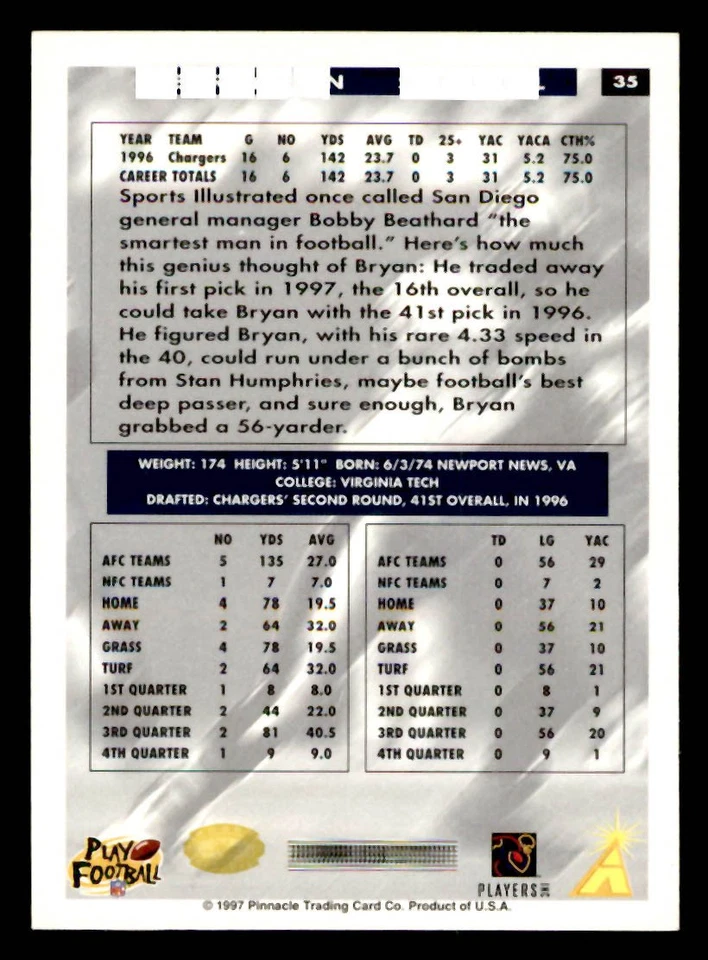 35
YEAR TEAM G NO YDS AVG TD 25+ YAC YACA CTH%
1996 Chargers 16 6 142 23.7 0 3 31 5.2 75.0
CAREER TOTALS 16 6 142 23.7 0 3 31 5.2 75.0
Sports Illustrated once called San Diego
general manager Bobby Beathard "the
smartest man in football." Here's how much
this genius thought of Bryan: He traded away
his first pick in 1997, the 16th overall, so he
could take Bryan with the 41st pick in 1996.
He figured Bryan, with his rare 4.33 speed in
the 40, could run under a bunch of bombs
from Stan Humphries, maybe football's best
deep passer, and sure enough, Bryan
grabbed a 56-yarder.
WEIGHT: 174 HEIGHT: 5'11" BORN: 6/3/74 NEWPORT NEWS, VA
COLLEGE: VIRGINIA TECH
DRAFTED: CHARGERS' SECOND ROUND, 41ST OVERALL, IN 1996
NO YDS AVG
AFC TEAMS 5 135 27.0
NFC TEAMS 1 7 7.0
HOME 4 78 19.5
AWAY 2 64 32.0
GRASS 4 78 19.5
TURF 2 64 32.0
1ST QUARTER 1 8 8.0
2ND QUARTER 2 44 22.0
3RD QUARTER 2 81 40.5
4TH QUARTER 1 9 9.0
TD LG YAC
AFC TEAMS 0 56 29
NFC TEAMS 0 7 2
HOME 0 37 10
AWAY 0 56 21
GRASS 0 37 10
TURF 0 56 21
1ST QUARTER 0 8 1
2ND QUARTER 0 37 9
3RD QUARTER 0 56 20
4TH QUARTER 0 9 1
PLAY
FOOTBALL
PLAYERS INC
© 1997 Pinnacle Trading Card Co. Product of U.S.A.